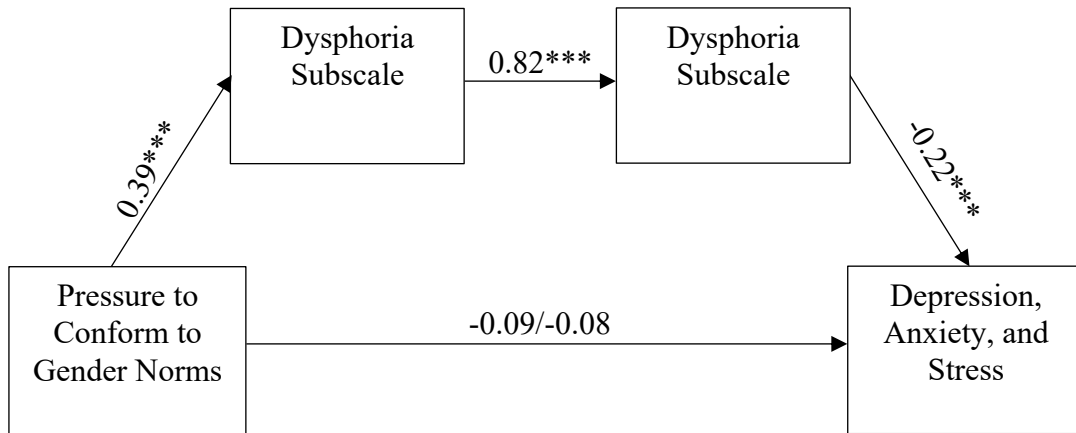 Dysphoria
Subscale
0.82***
Dysphoria
Subscale
0.39***
-0.22***
Pressure to
Conform to
Gender Norms
-0.09/-0.08
Depression,
Anxiety, and
Stress